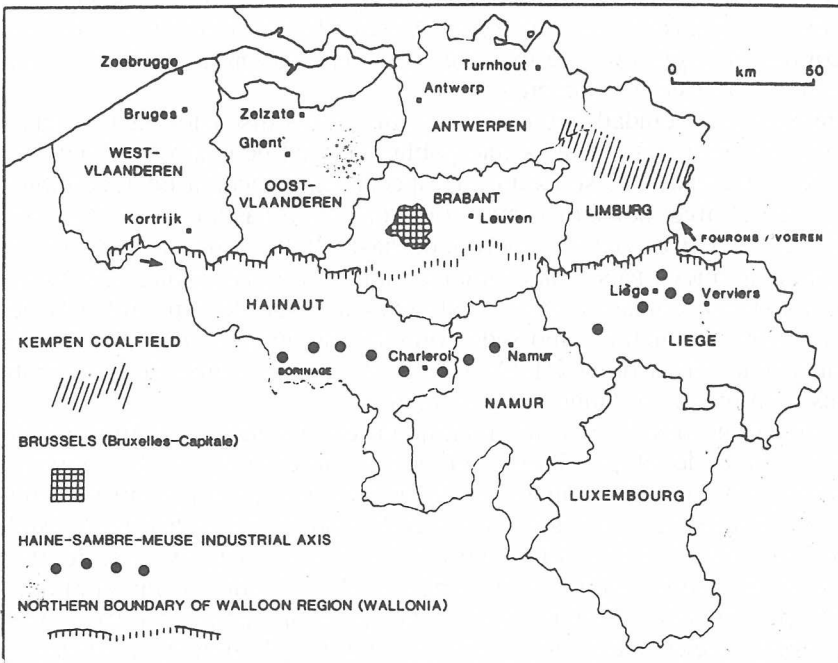 Zeebrugge
Turnhout
0 km 50
Antwerp
Bruges
Zelzate
ANTWERPEN
Ghent
WEST-
VLAANDEREN
OOST-
VLAANDEREN
BRABANT
LIMBURG
Kortrijk
Leuven
FOURONS / VOEREN
HAINAUT
Liège
Verviers
KEMPEN COALFIELD
Charleroi
Namur
LIEGE
BORINAGE
NAMUR
BRUSSELS (Bruxelles-Capitale)
LUXEMBOURG
HAINE-SAMBRE-MEUSE INDUSTRIAL AXIS
NORTHERN BOUNDARY OF WALLOON REGION (WALLONIA)